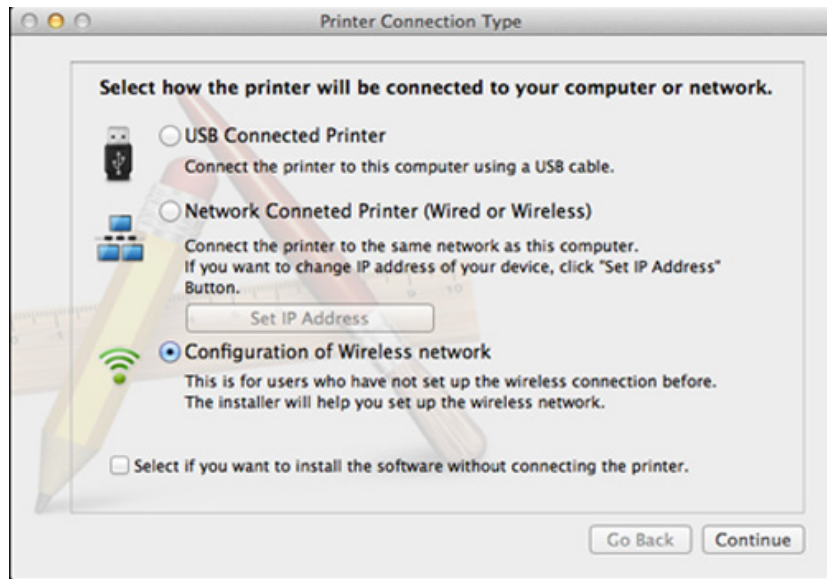 Printer Connection Type
Select how the printer will be connected to your computer or network.
USB Connected Printer
Connect the printer to this computer using a USB cable.
Network Conneted Printer (Wired or Wireless)
Connect the printer to the same network as this computer.
If you want to change IP address of your device, click "Set IP Address"
Button.
Set IP Address
Configuration of Wireless network
This is for users who have not set up the wireless connection before.
The installer will help you set up the wireless network.
Select if you want to install the software without connecting the printer.
Go Back
Continue